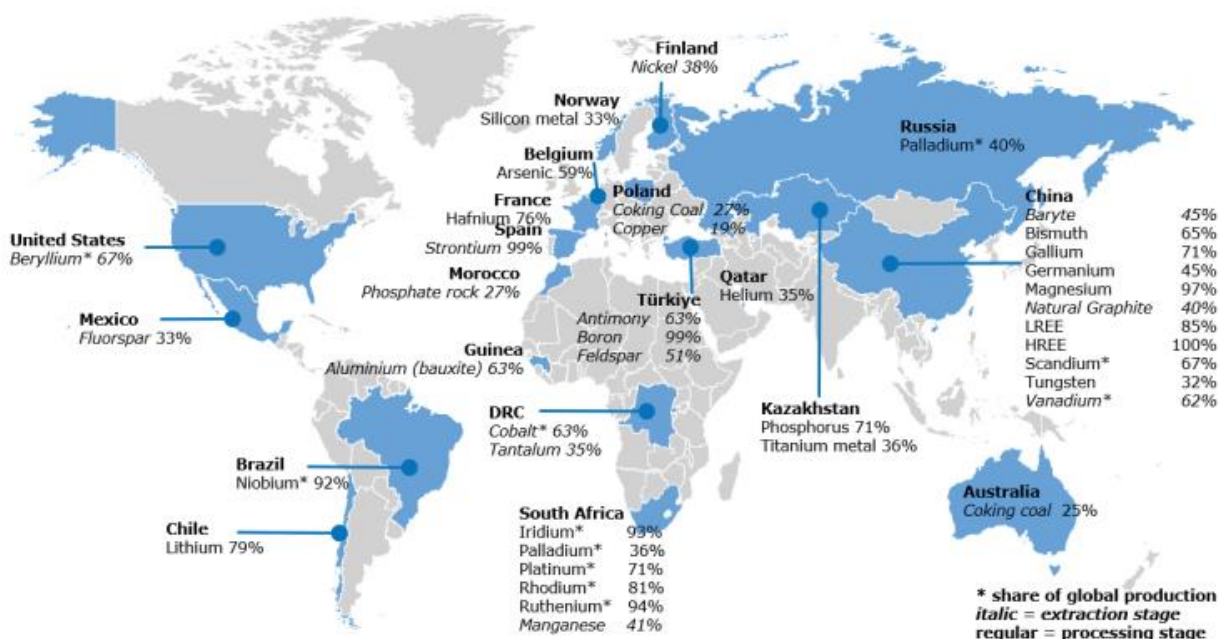 Finland
Nickel 38%
Norway
Silicon metal 33%
Russia
Palladium* 40%
Belgium
Arsenic 59%
Poland
Coking Coal 27%
Copper 19%
France
Hafnium 76%
Spain
Strontium 99%
China
Baryte 45%
Bismuth 65%
Gallium 71%
Germanium 45%
Magnesium 97%
Natural Graphite 40%
LREE 85%
HREE 100%
Scandium* 67%
Tungsten 32%
Vanadium* 62%
United States
Beryllium* 67%
Morocco
Phosphate rock 27%
Qatar
Helium 35%
Türkiye
Antimony 63%
Boron 99%
Feldspar 51%
Mexico
Fluorspar 33%
Guinea
Aluminium (bauxite) 63%
DRC
Cobalt* 63%
Tantalum 35%
Kazakhstan
Phosphorus 71%
Titanium metal 36%
Brazil
Niobium* 92%
Australia
Coking coal 25%
Chile
Lithium 79%
South Africa
Iridium* 93%
Palladium* 36%
Platinum* 71%
Rhodium* 81%
Ruthenium* 94%
Manganese 41%
* share of global production
italic = extraction stage
regular = processing stage